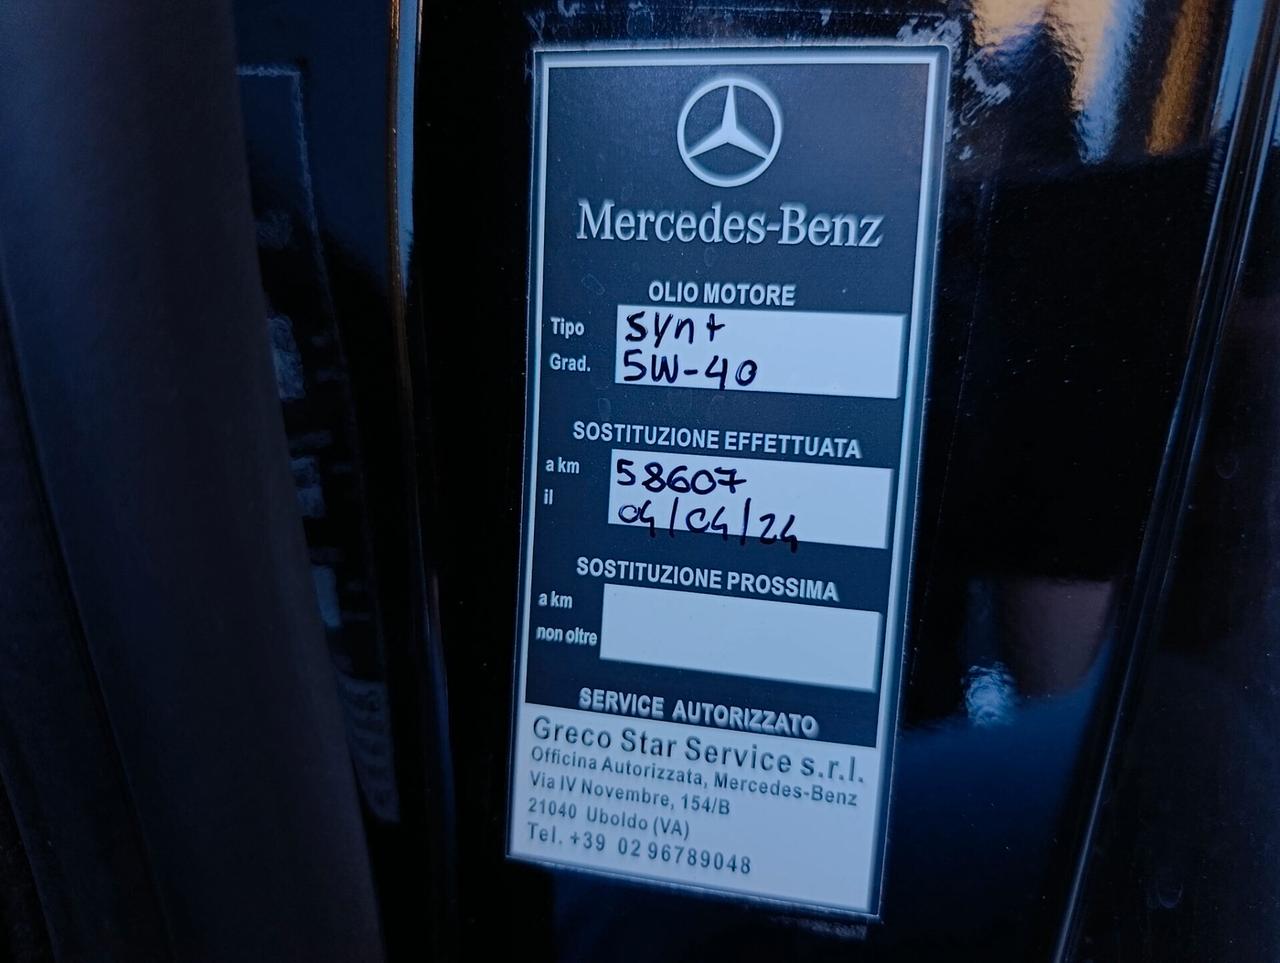 Mercedes-Benz
OLIO MOTORE
Tipo Synt
Grad. 5W-40
SOSTITUZIONE EFFETTUATA
a km 58607
il 04/04/24
SOSTITUZIONE PROSSIMA
a km
non oltre
SERVICE AUTORIZZATO
Greco Star Service s.r.l.
Officina Autorizzata, Mercedes-Benz
Via IV Novembre, 154/B
21040 Uboldo (VA)
Tel. +39 02 96789048